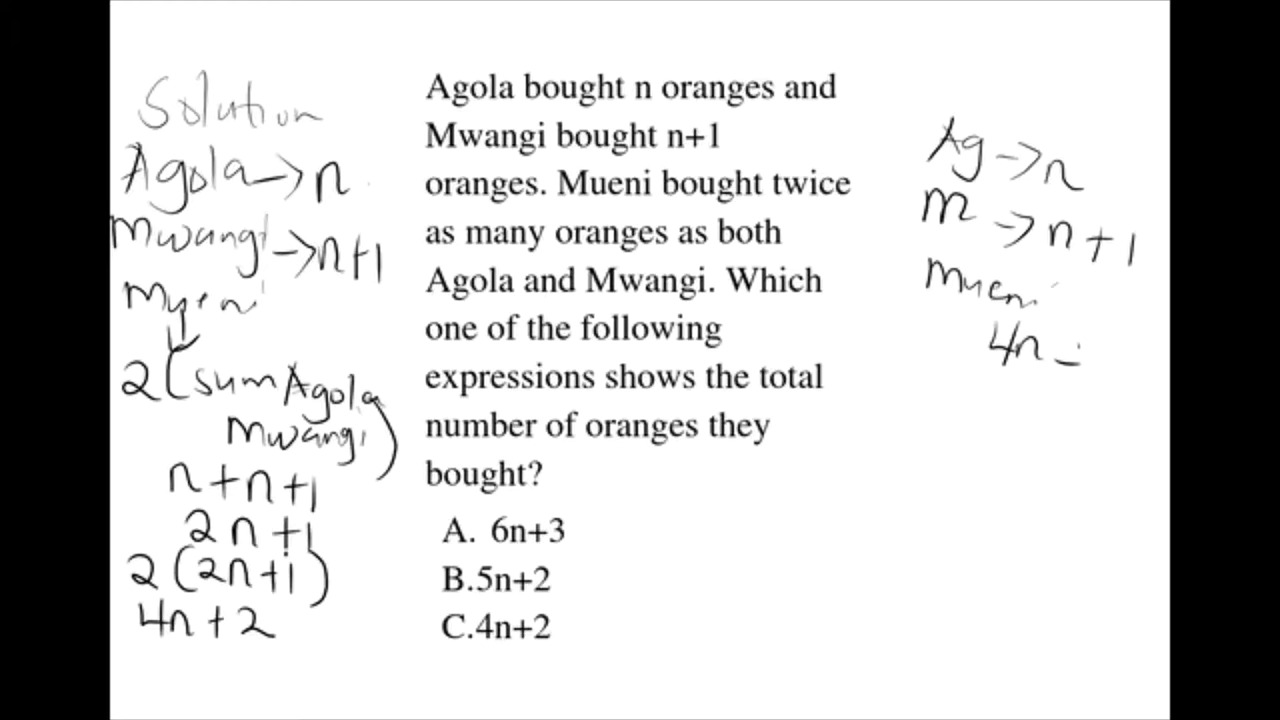 Solution
Agola -> n
Mwangi -> n+1
Myeni
2(sum Agola
Mwangi)
n+n+1
2n+1
2(2n+1)
4n+2
Agola bought n oranges and
Mwangi bought n+1
oranges. Mueni bought twice
as many oranges as both
Agola and Mwangi. Which
one of the following
expressions shows the total
number of oranges they
bought?
A. 6n+3
B.5n+2
C.4n+2
Ag -> n
M -> n+1
Mueni
4n -